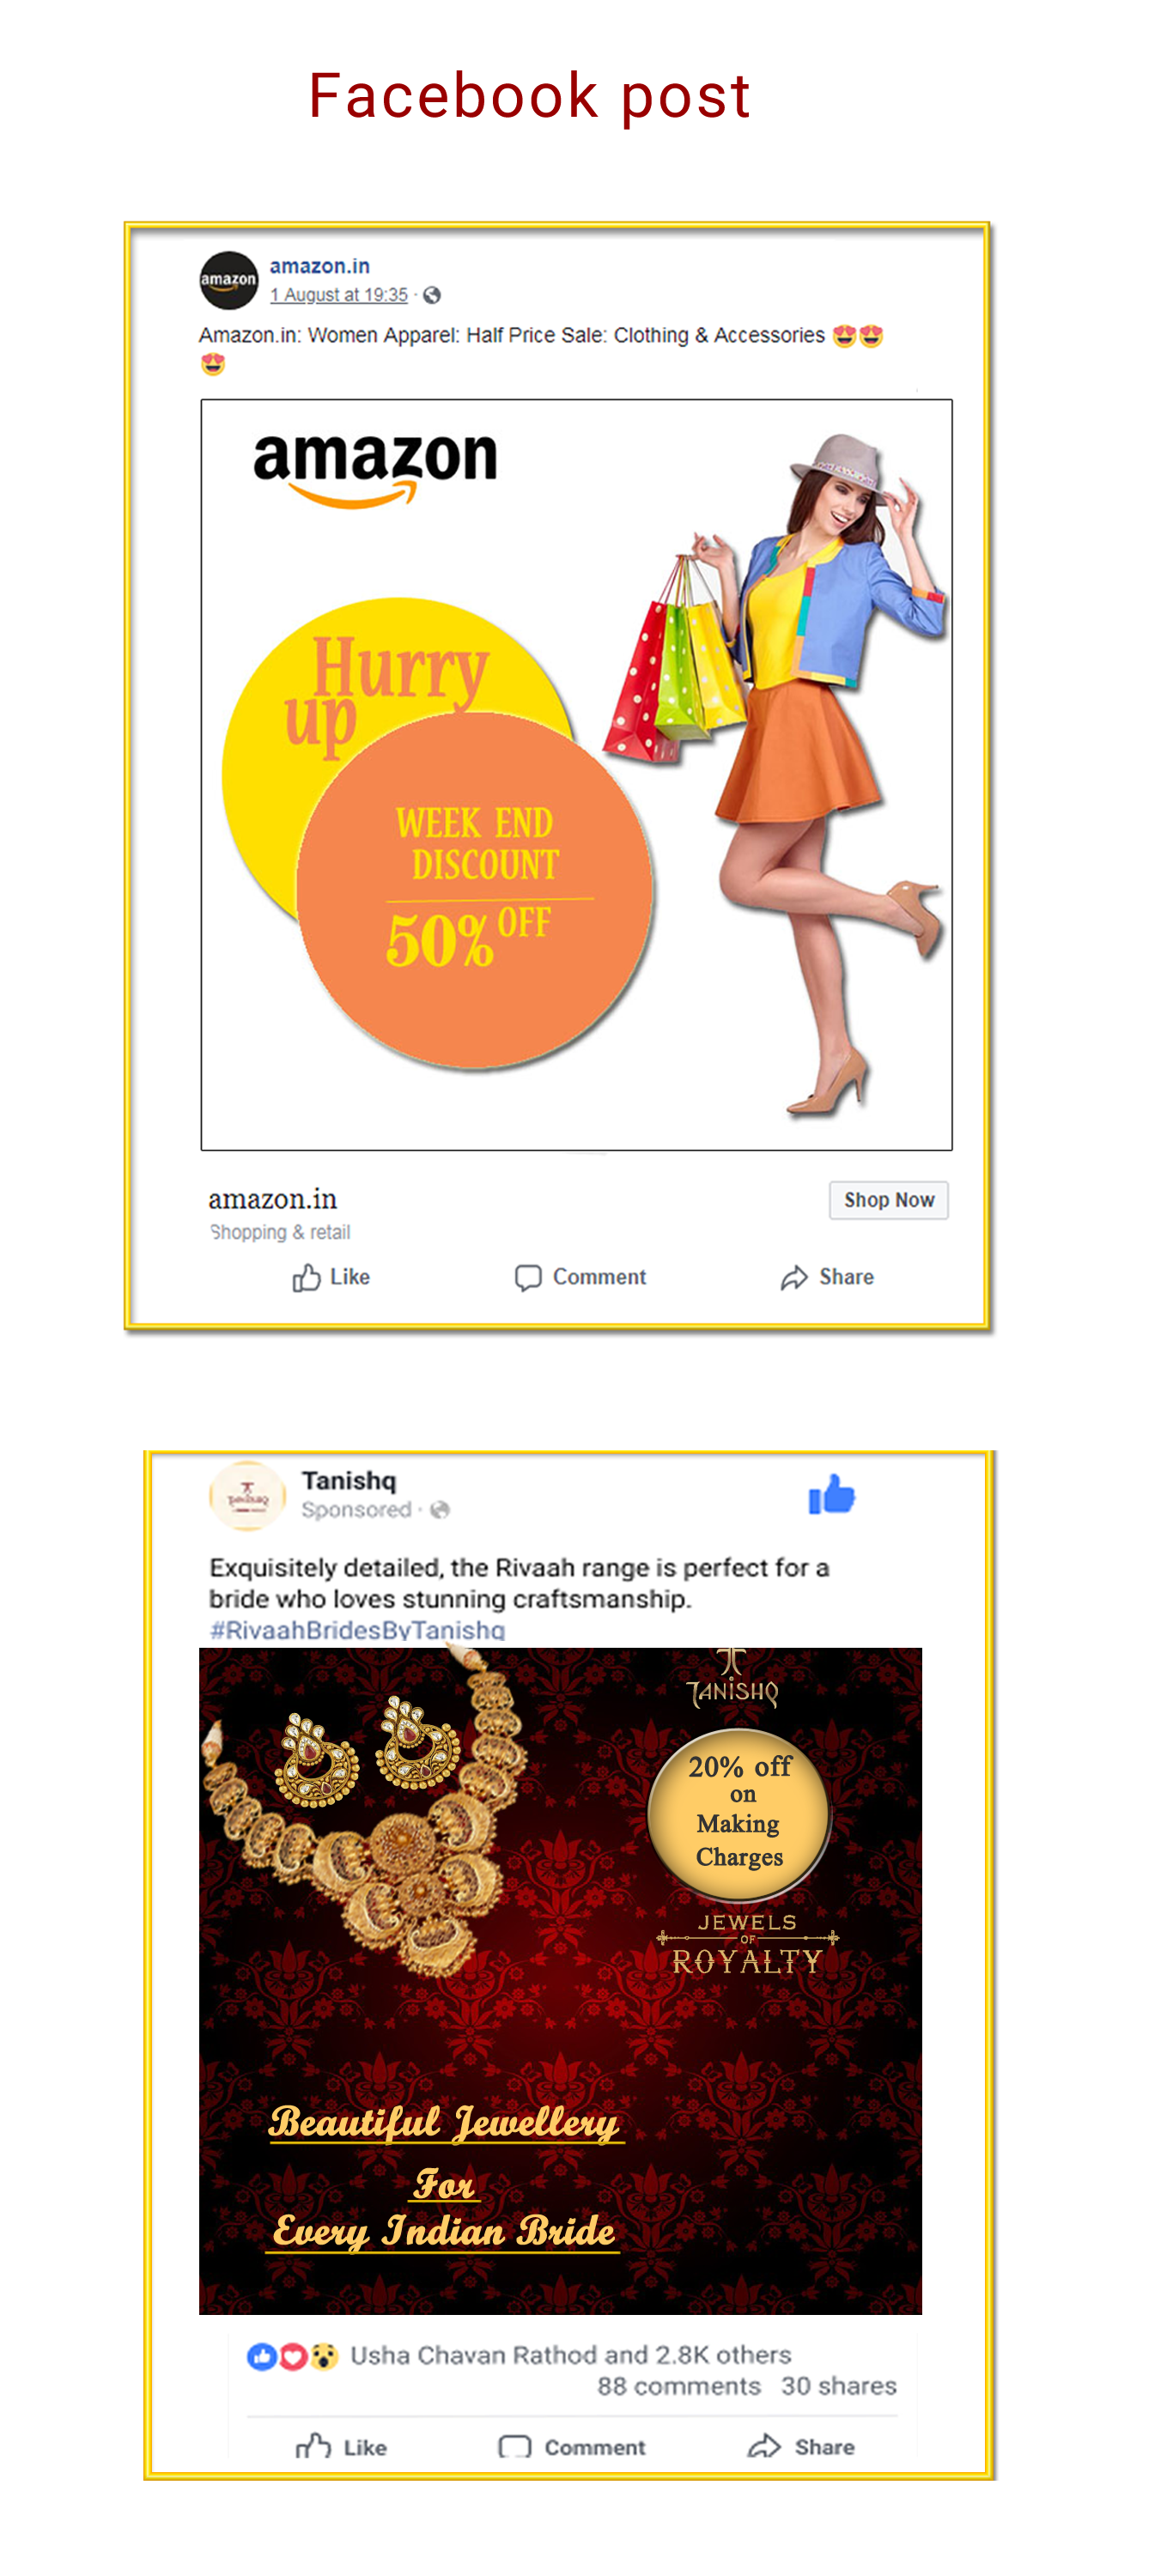 Facebook post
amazon
amazon.in
1 August at 19:35 ·
Amazon.in: Women Apparel: Half Price Sale: Clothing & Accessories 😍😍
😍
amazon
Hurry
up
WEEK END
DISCOUNT
50% OFF
amazon.in
Shopping & retail
Shop Now
Like
Comment
Share
TANISHQ
Tanishq
Sponsored ·
Exquisitely detailed, the Rivaah range is perfect for a
bride who loves stunning craftsmanship.
#RivaahBridesByTanishq
TANISHQ
20% off
on
Making
Charges
JEWELS
OF
ROYALTY
Beautiful Jewellery
For
Every Indian Bride
Usha Chavan Rathod and 2.8K others
88 comments 30 shares
Like
Comment
Share